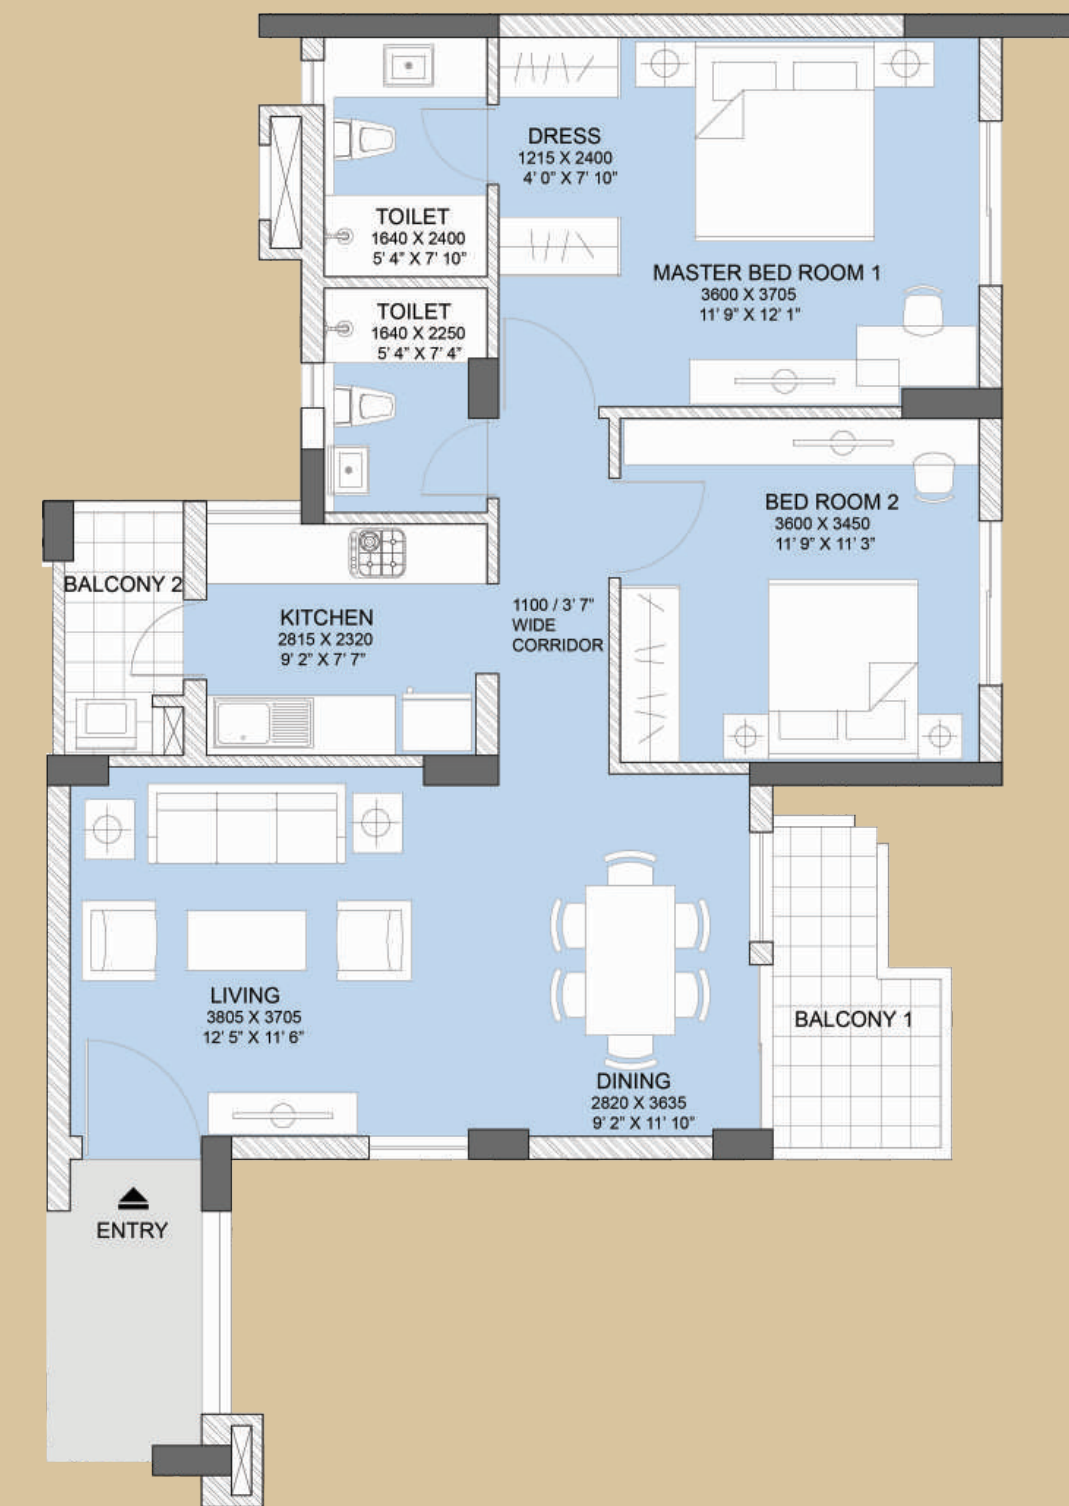 DRESS
1215 X 2400
4' 0" X 7' 10"
TOILET
1640 X 2400
5' 4" X 7' 10"
MASTER BED ROOM 1
3600 X 3705
11' 9" X 12' 1"
TOILET
1640 X 2250
5' 4" X 7' 4"
BED ROOM 2
3600 X 3450
11' 9" X 11' 3"
BALCONY 2
KITCHEN
2815 X 2320
9' 2" X 7' 7"
1100 / 3' 7"
WIDE
CORRIDOR
LIVING
3805 X 3705
12' 5" X 11' 6"
BALCONY 1
DINING
2820 X 3635
9' 2" X 11' 10"
ENTRY